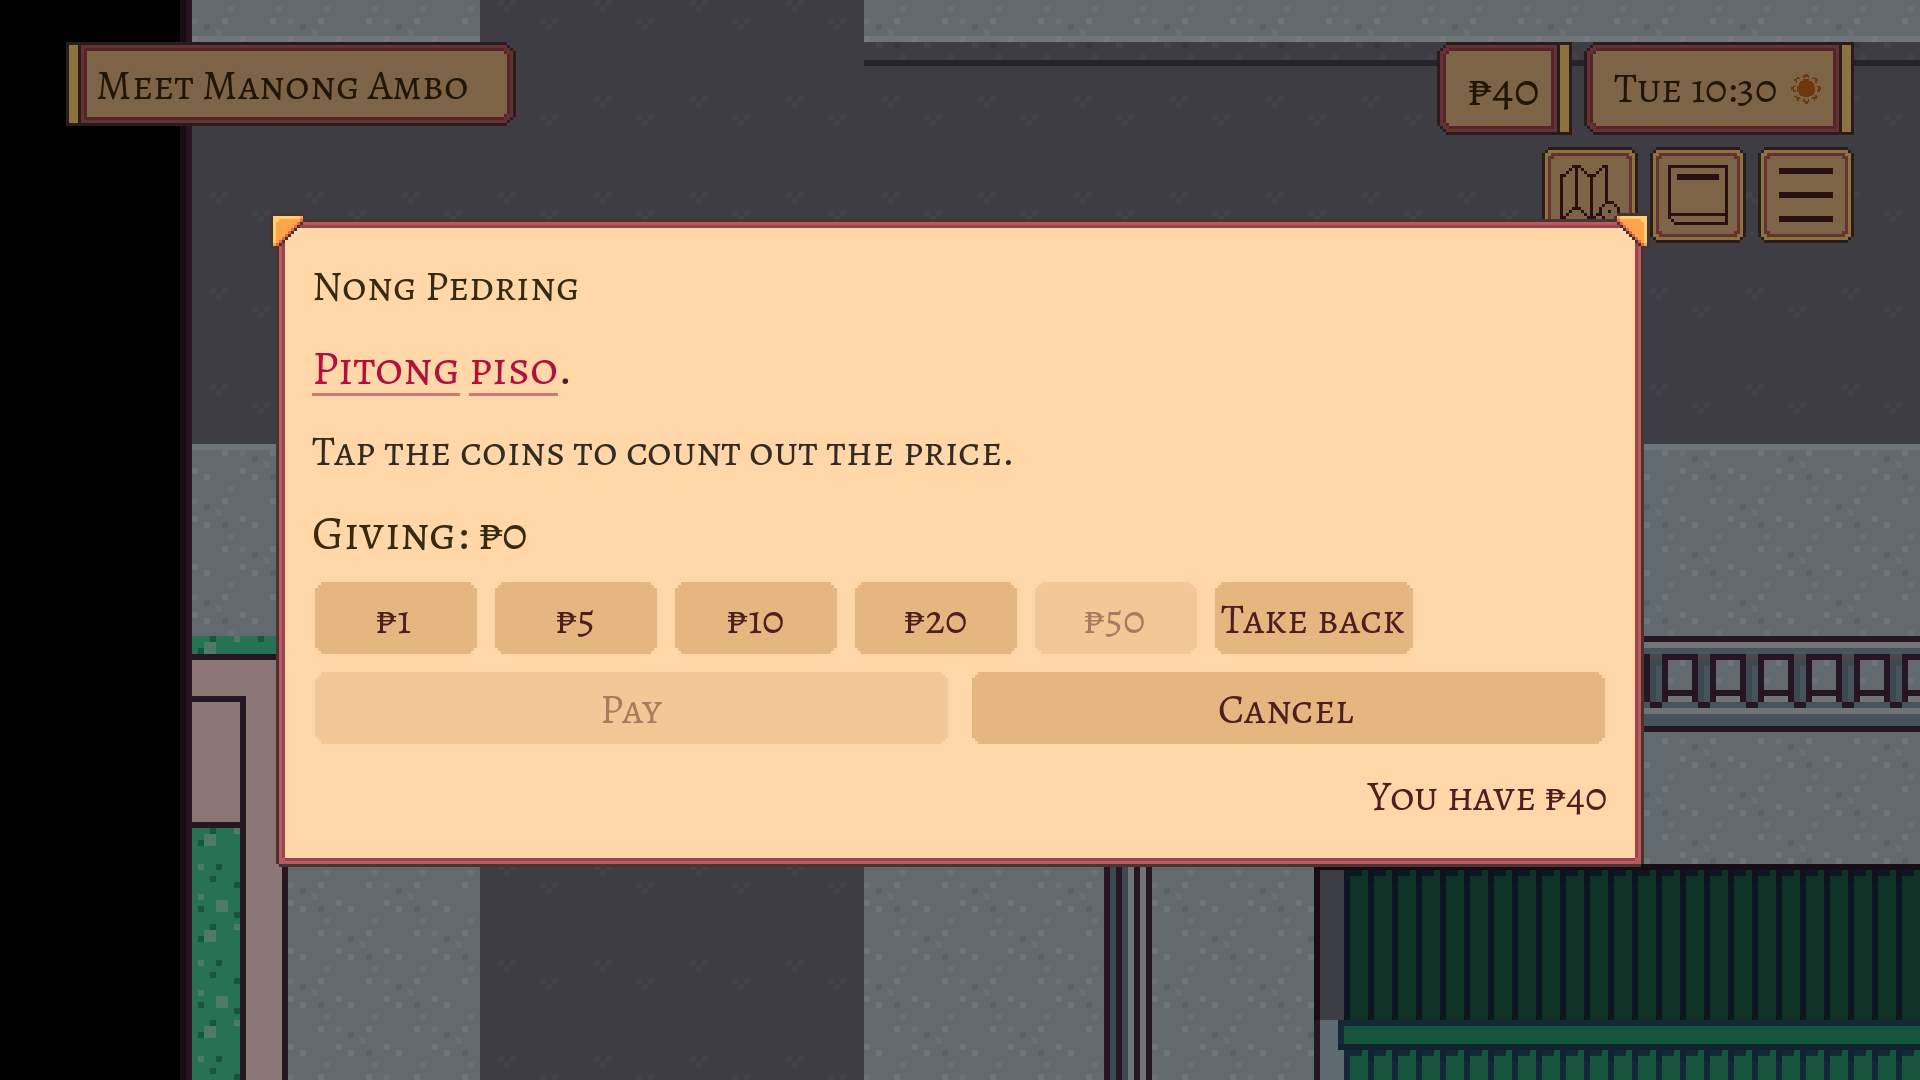 Meet Manong Ambo
₱40
Tue 10:30
Nong Pedring
Pitong piso.
Tap the coins to count out the price.
Giving: ₱0
₱1 ₱5 ₱10 ₱20 ₱50 Take back
Pay Cancel
You have ₱40